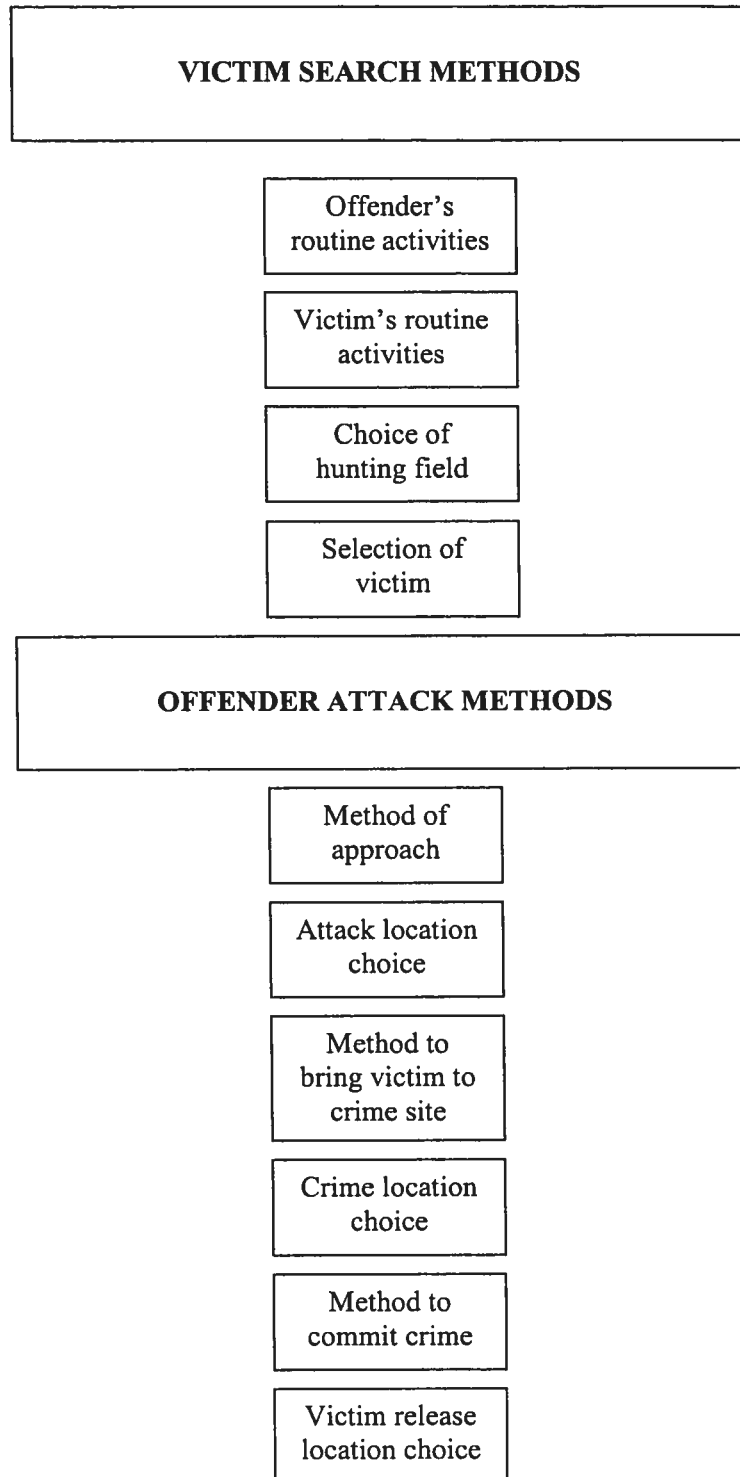 VICTIM SEARCH METHODS
Offender’s
routine activities
Victim’s routine
activities
Choice of
hunting field
Selection of
victim
OFFENDER ATTACK METHODS
Method of
approach
Attack location
choice
Method to
bring victim to
crime site
Crime location
choice
Method to
commit crime
Victim release
location choice